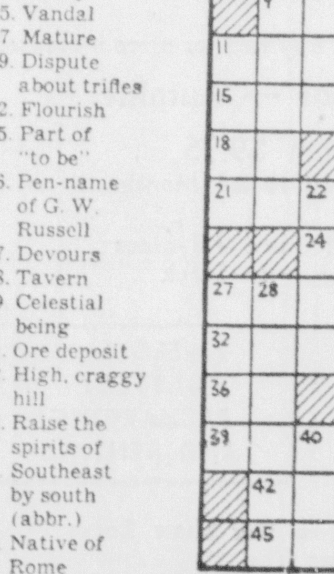 5. Vandal
7. Mature
9. Dispute
about trifles
2. Flourish
5. Part of
"to be"
6. Pen-name
of G. W.
Russell
7. Devours
8. Tavern
9 Celestial
being
. Ore deposit
. High, craggy
hill
. Raise the
spirits of
Southeast
by south
(abbr.)
Native of
Rome
9
11
15
18
21 22
24
27 28
32
36
39 40
42
45